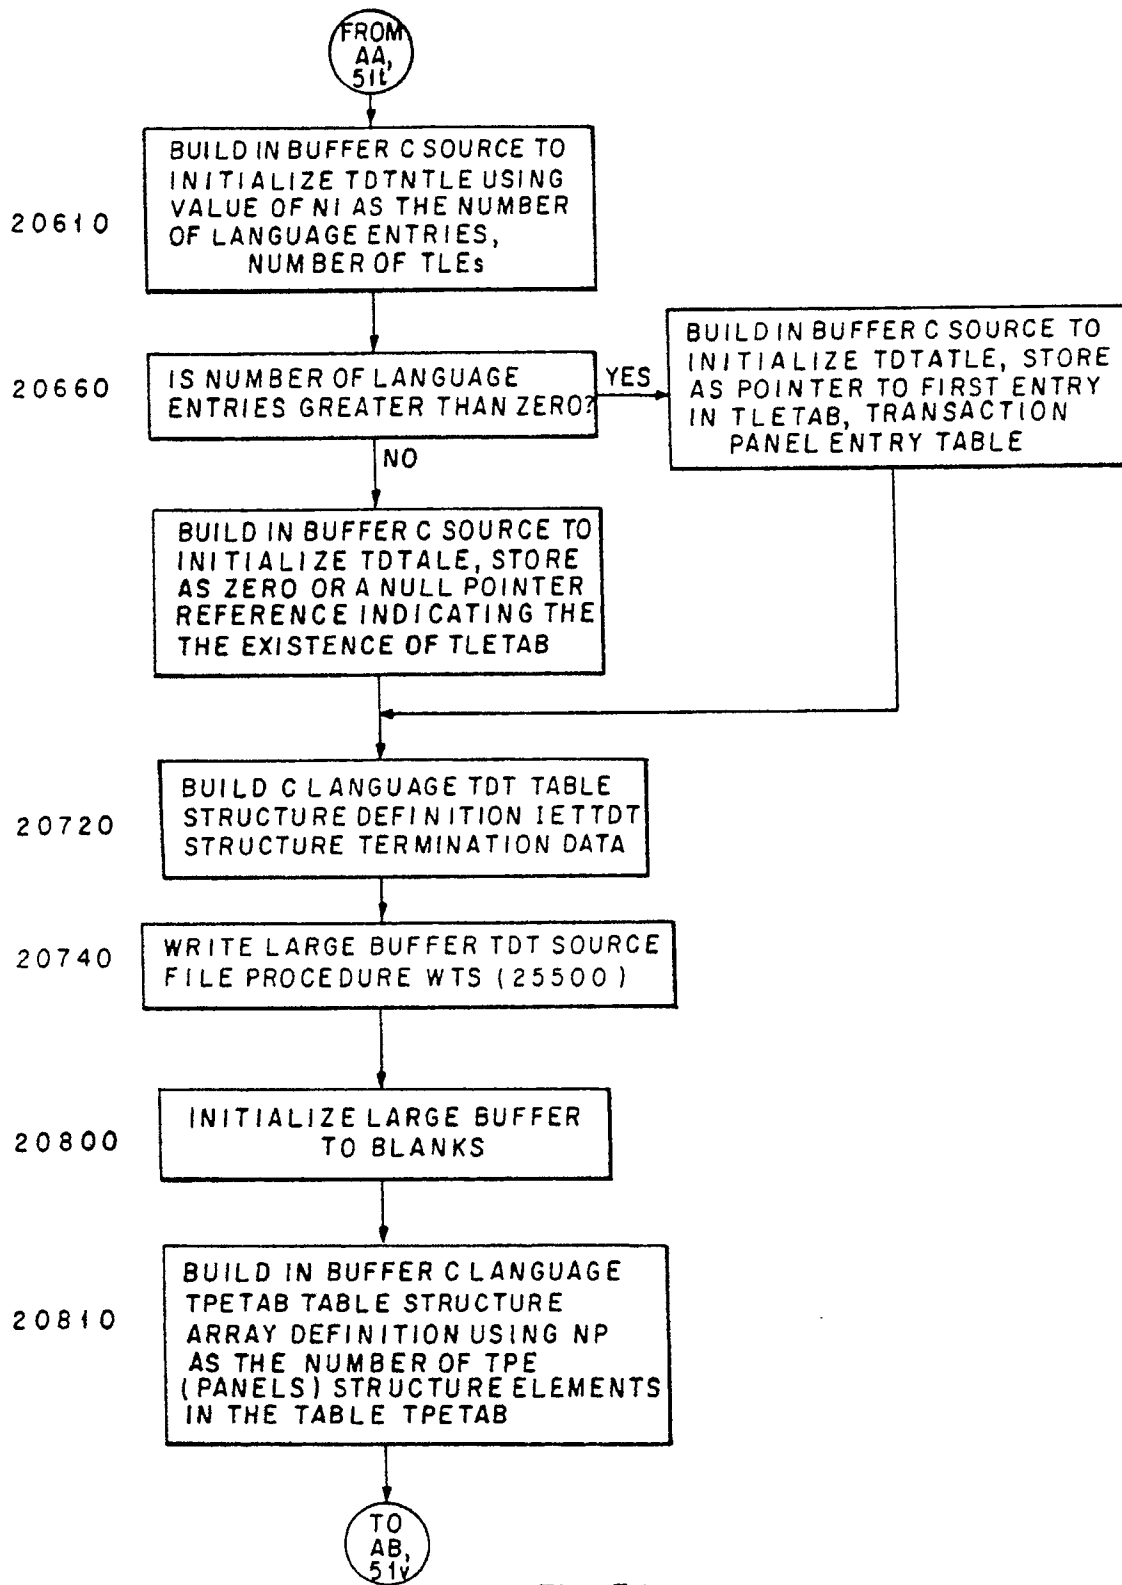 FROM
AA,
51t
BUILD IN BUFFER C SOURCE TO
INITIALIZE TDTNTLE USING
VALUE OF NI AS THE NUMBER
OF LANGUAGE ENTRIES,
NUMBER OF TLEs
20610
IS NUMBER OF LANGUAGE
ENTRIES GREATER THAN ZERO?
20660
YES
BUILD IN BUFFER C SOURCE TO
INITIALIZE TDTATLE, STORE
AS POINTER TO FIRST ENTRY
IN TLETAB, TRANSACTION
PANEL ENTRY TABLE
NO
BUILD IN BUFFER C SOURCE TO
INITIALIZE TDTALE, STORE
AS ZERO OR A NULL POINTER
REFERENCE INDICATING THE
THE EXISTENCE OF TLETAB
BUILD C LANGUAGE TDT TABLE
STRUCTURE DEFINITION IETTDT
STRUCTURE TERMINATION DATA
20720
WRITE LARGE BUFFER TDT SOURCE
FILE PROCEDURE WTS (25500)
20740
INITIALIZE LARGE BUFFER
TO BLANKS
20800
BUILD IN BUFFER C LANGUAGE
TPETAB TABLE STRUCTURE
ARRAY DEFINITION USING NP
AS THE NUMBER OF TPE
(PANELS) STRUCTURE ELEMENTS
IN THE TABLE TPETAB
20810
TO
AB,
51v